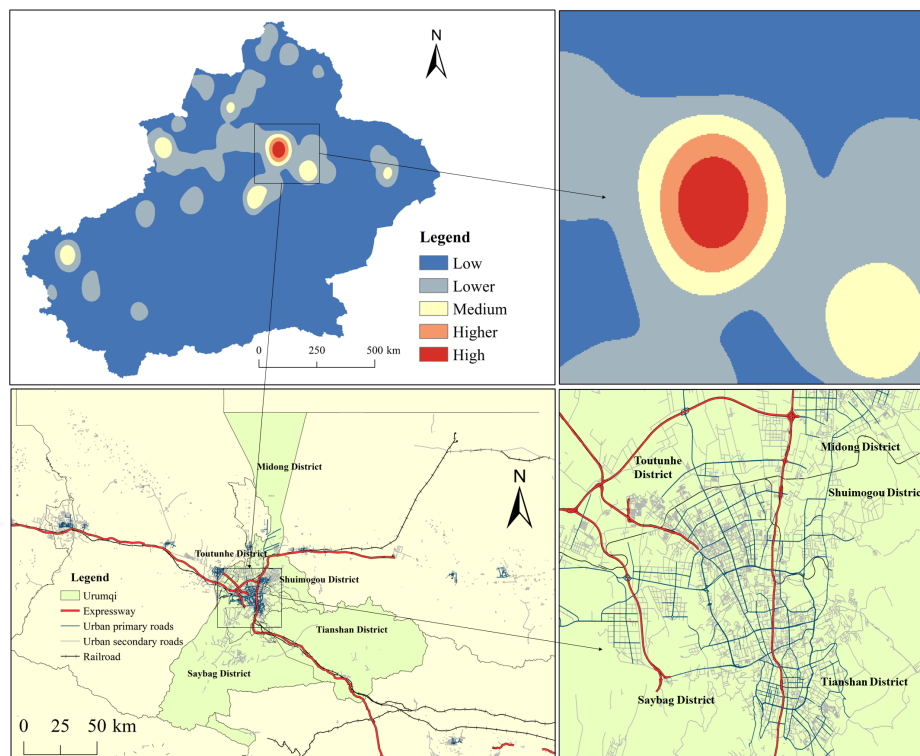 N
Legend
Low
Lower
Medium
Higher
High
0 250 500 km
N
Midong District
Toutunhe District
Shuimogou District
Tianshan District
Saybag District
Legend
Urumqi
Expressway
Urban primary roads
Urban secondary roads
Railroad
0 25 50 km
Midong District
Toutunhe
District
Shuimogou District
Tianshan District
Saybag District